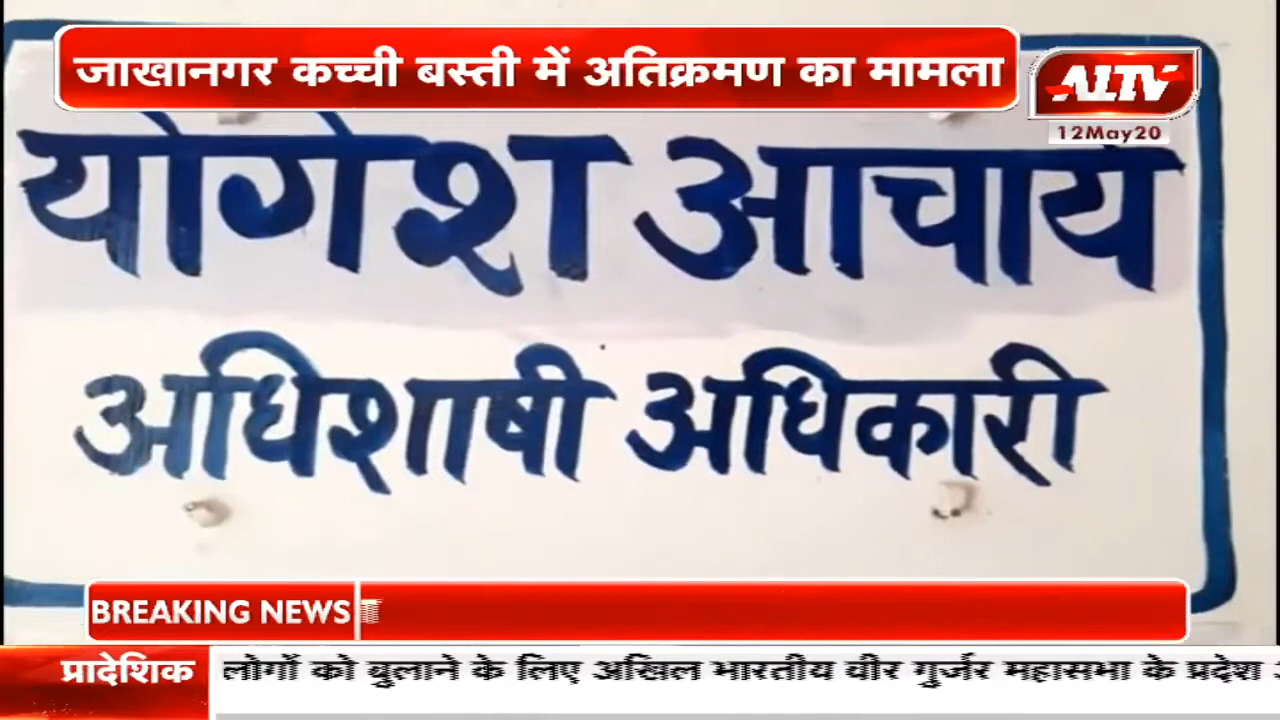 जाखानगर कच्ची बस्ती में अतिक्रमण का मामला
ALTV
12May20
योगेश आचार्य
अधिशाषी अधिकारी
BREAKING NEWS
प्रादेशिक
लोगों को बुलाने के लिए अखिल भारतीय वीर गुर्जर महासभा के प्रदेश